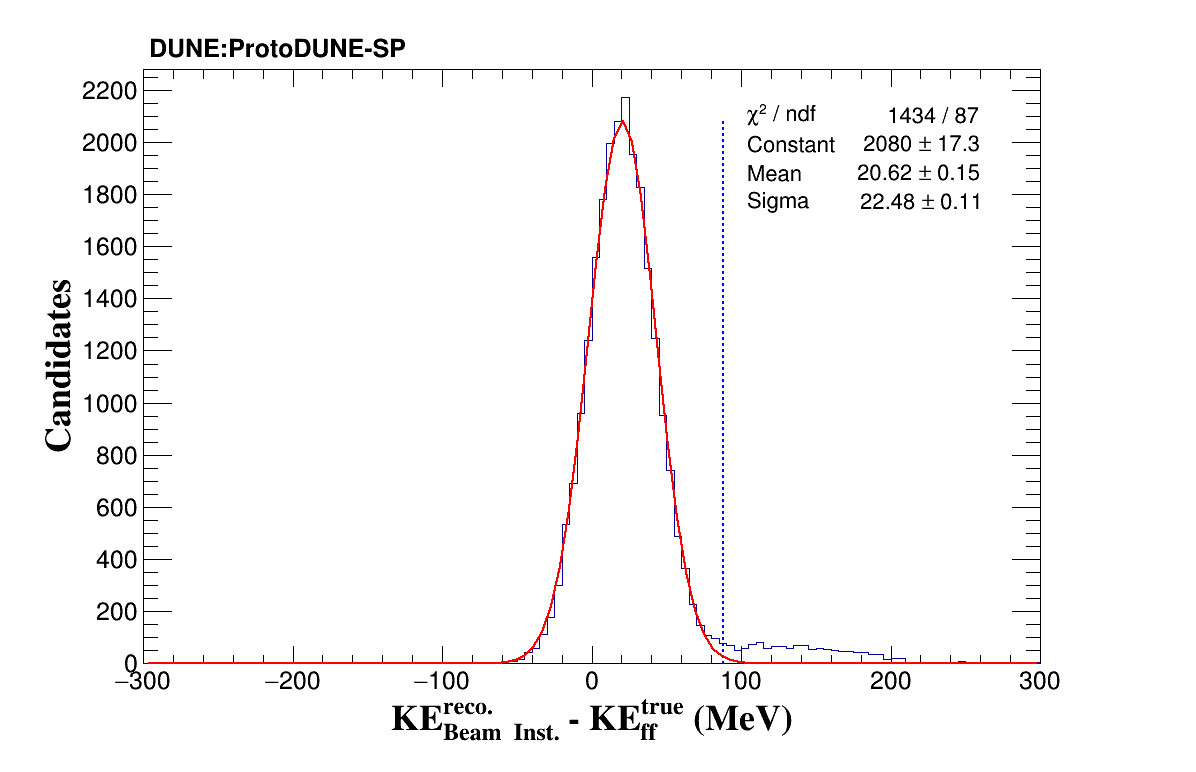 DUNE:ProtoDUNE-SP
χ² / ndf 1434 / 87
Constant 2080 ± 17.3
Mean 20.62 ± 0.15
Sigma 22.48 ± 0.11
Candidates
2200
2000
1800
1600
1400
1200
1000
800
600
400
200
0
−300 −200 −100 0 100 200 300
KE^reco._Beam Inst. - KE^true_ff (MeV)